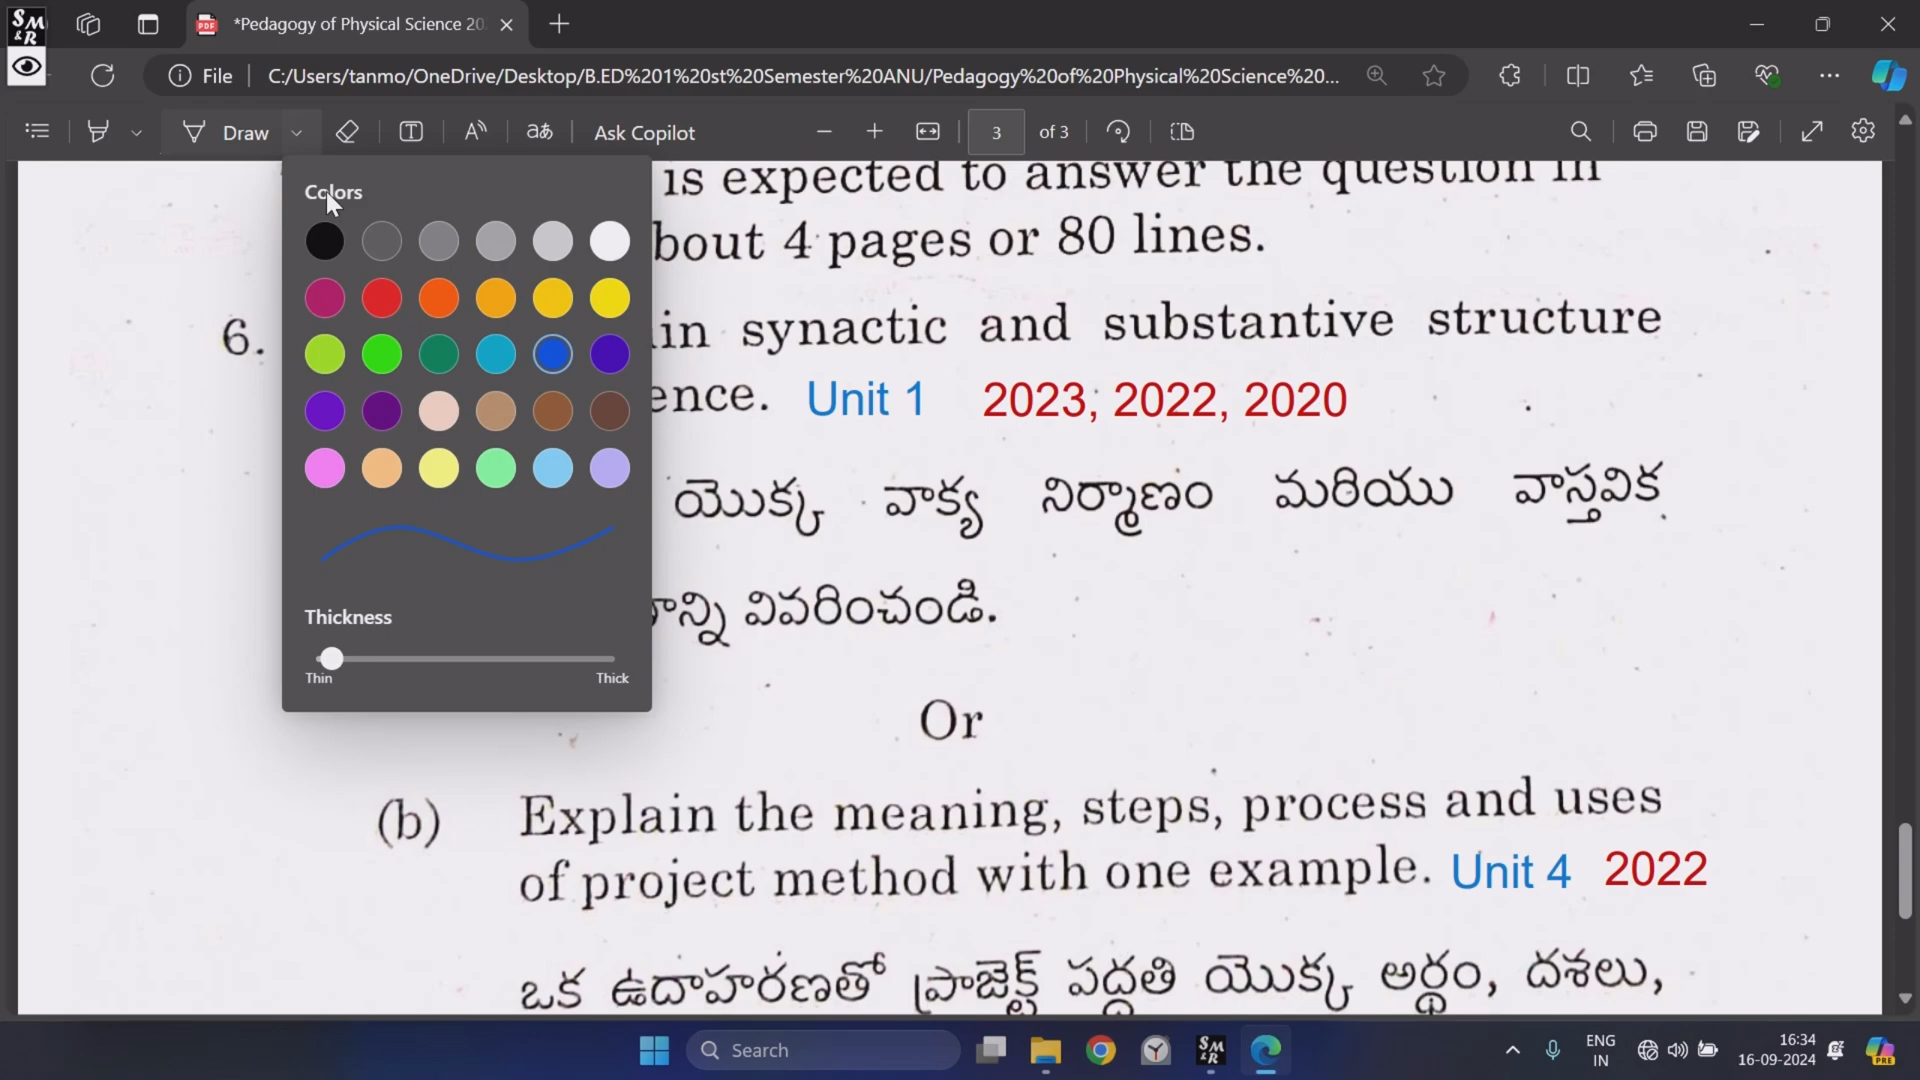 SM
&R
*Pedagogy of Physical Science 20
File
C:/Users/tanmo/OneDrive/Desktop/B.ED%201%20st%20Semester%20ANU/Pedagogy%20of%20Physical%20Science%20...
Draw
Ask Copilot
3
of 3
Colors
Thickness
Thin
Thick
is expected to answer the question in
bout 4 pages or 80 lines.
6.
in synactic and substantive structure
ence. Unit 1 2023, 2022, 2020
యొక్క వాక్య నిర్మాణం మరియు వాస్తవిక
న్ని వివరించండి.
Or
(b) Explain the meaning, steps, process and uses
of project method with one example. Unit 4 2022
ఒక ఉదాహరణతో ప్రాజెక్ట్ పద్ధతి యొక్క అర్థం, దశలు,
Search
SM
&R
ENG
IN
16:34
16-09-2024
PRE